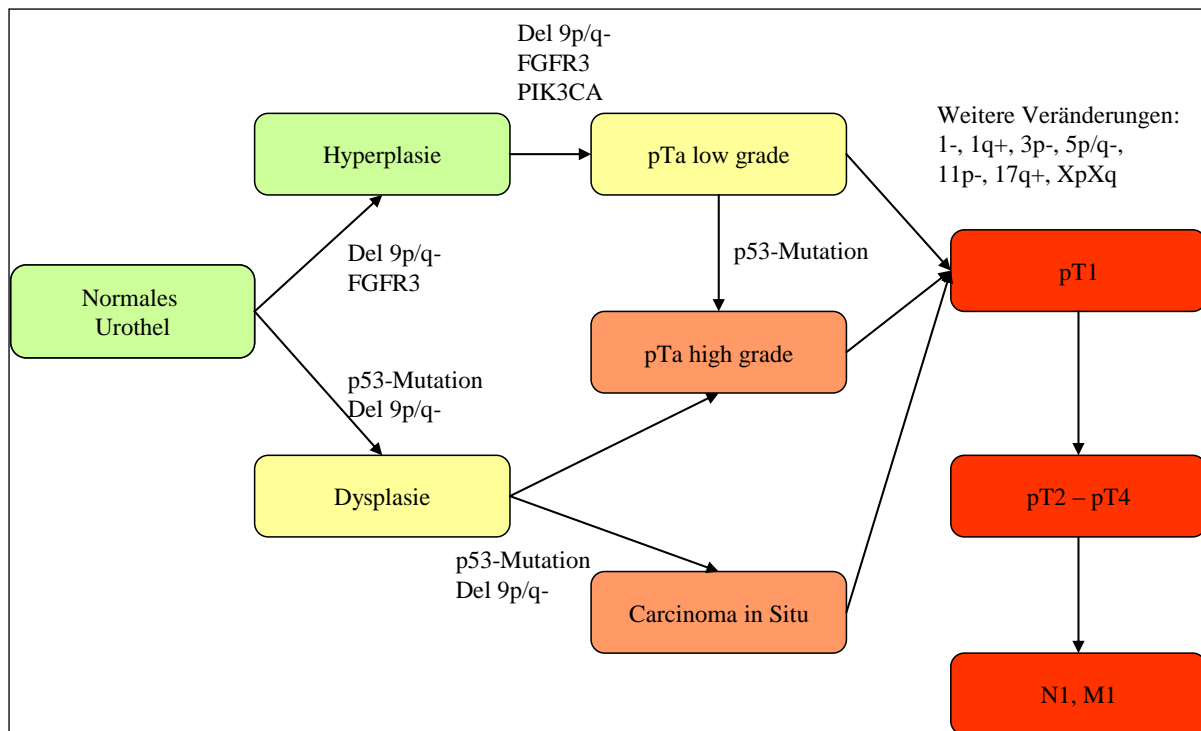 Del 9p/q-
FGFR3
PIK3CA
Weitere Veränderungen:
1-, 1q+, 3p-, 5p/q-,
11p-, 17q+, XpXq
Hyperplasie
pTa low grade
Del 9p/q-
FGFR3
p53-Mutation
Normales
Urothel
pT1
pTa high grade
p53-Mutation
Del 9p/q-
Dysplasie
pT2 – pT4
p53-Mutation
Del 9p/q-
Carcinoma in Situ
N1, M1